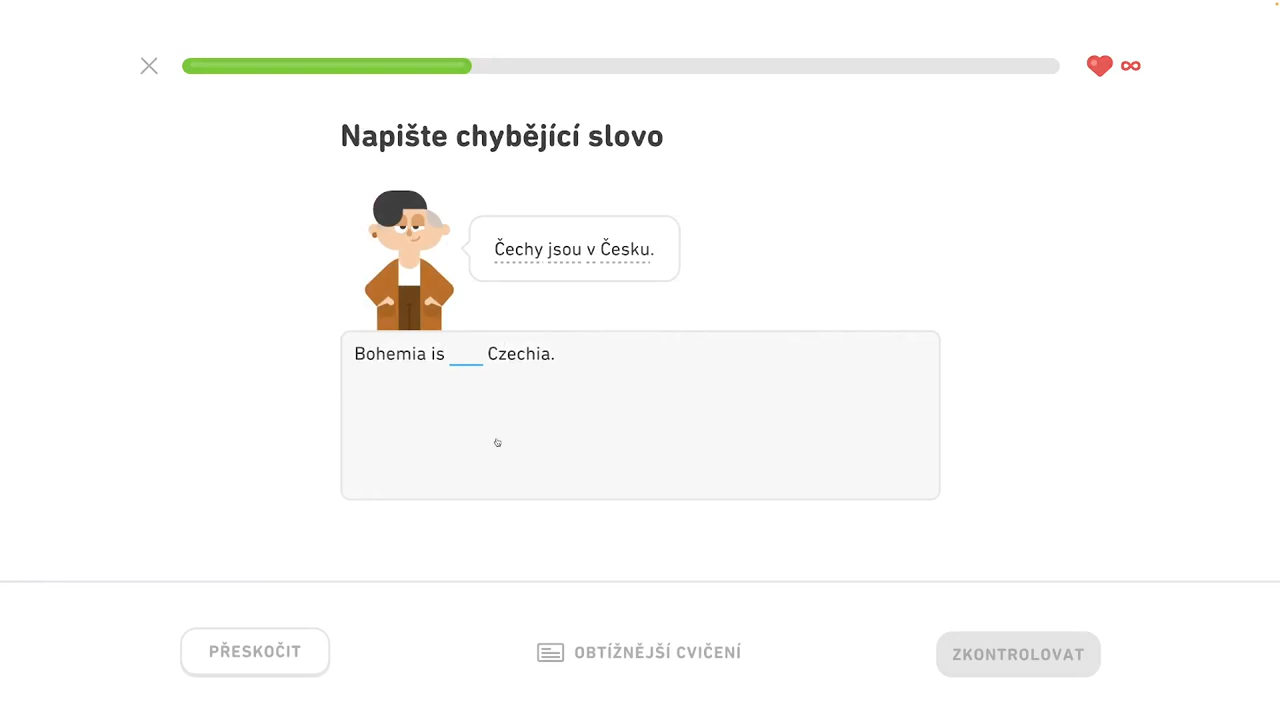 ∞
Napište chybějící slovo
Čechy jsou v Česku.
Bohemia is ____ Czechia.
PŘESKOČIT
OBTÍŽNĚJŠÍ CVIČENÍ
ZKONTROLOVAT